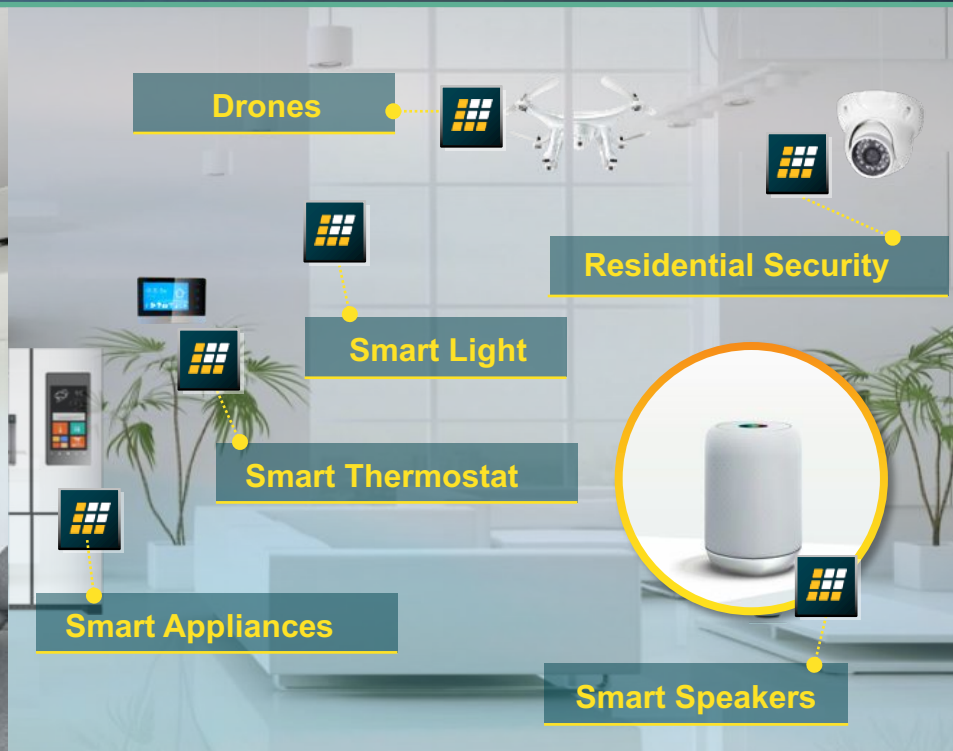 Drones
Residential Security
Smart Light
Smart Thermostat
Smart Appliances
Smart Speakers